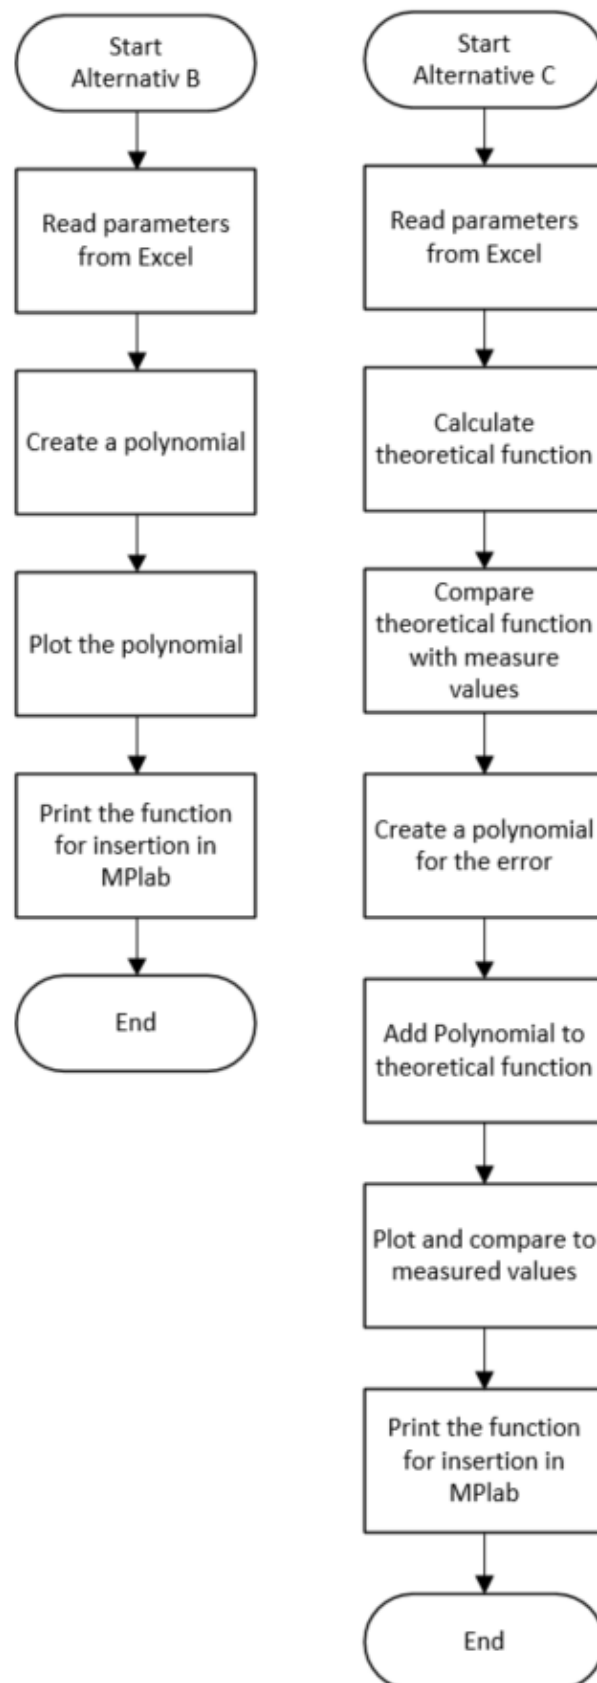 Start
Alternativ B
Read parameters
from Excel
Create a polynomial
Plot the polynomial
Print the function
for insertion in
MPlab
End
Start
Alternative C
Read parameters
from Excel
Calculate
theoretical function
Compare
theoretical function
with measure
values
Create a polynomial
for the error
Add Polynomial to
theoretical function
Plot and compare to
measured values
Print the function
for insertion in
MPlab
End